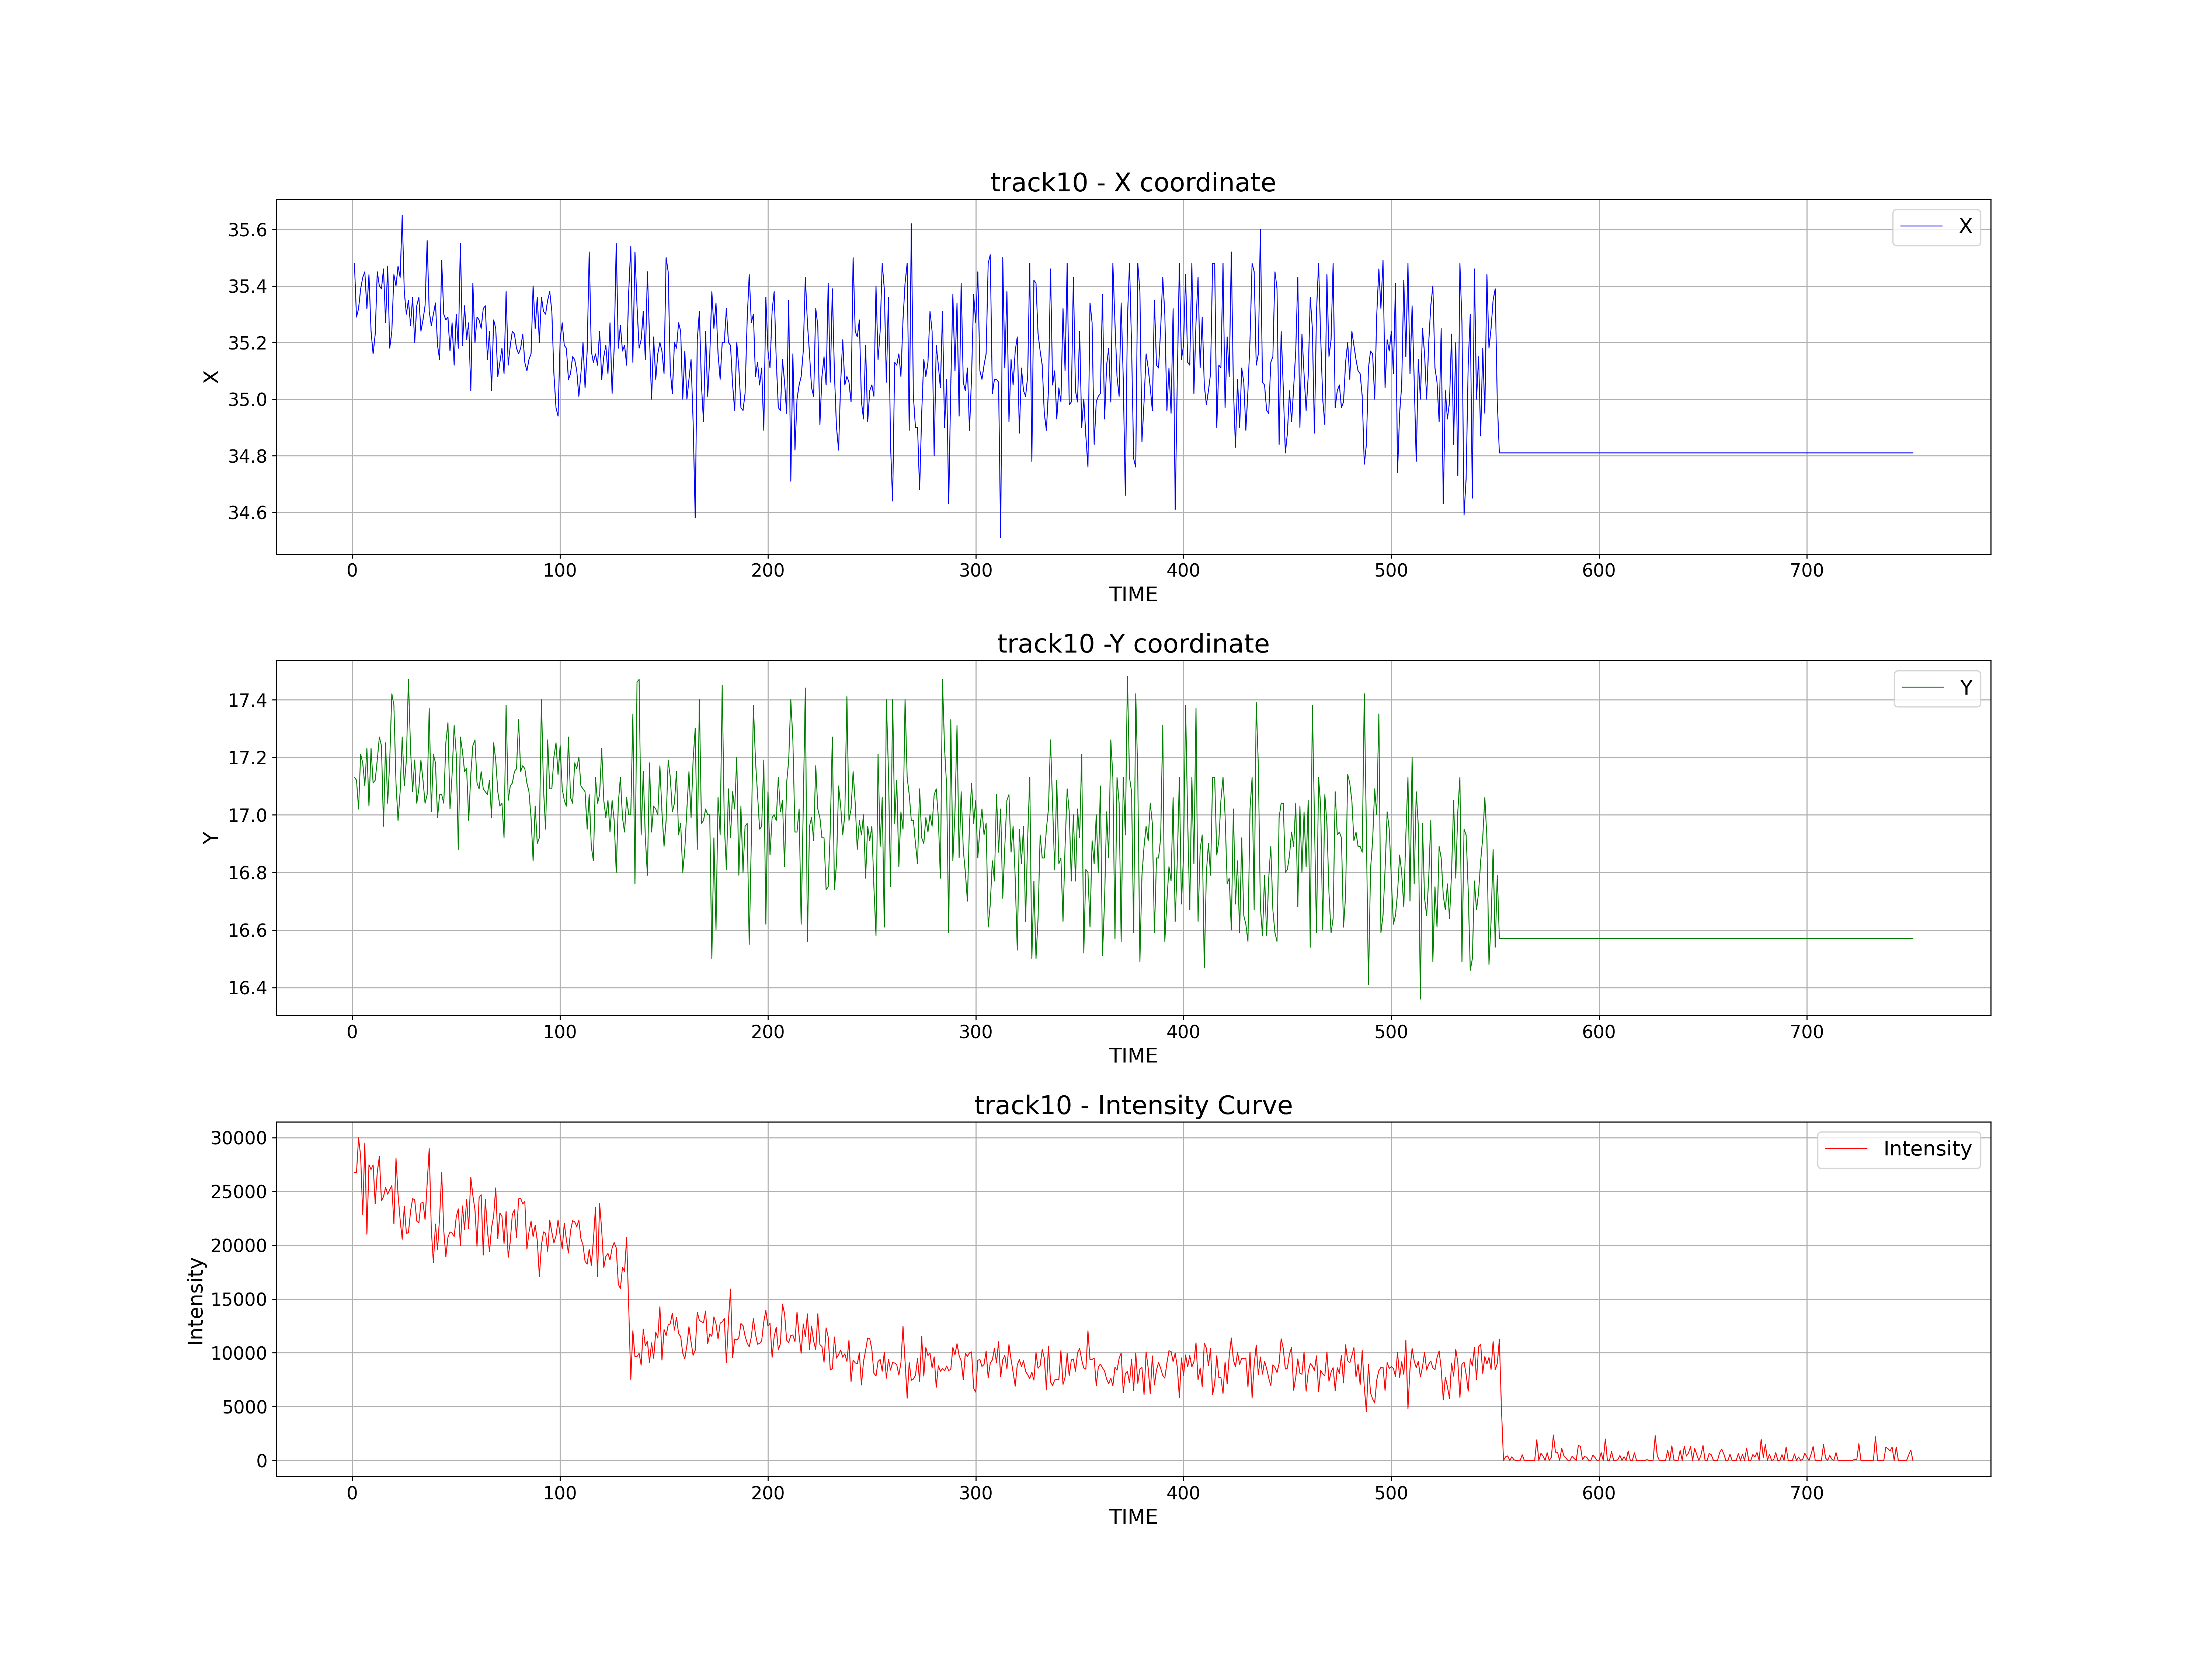 track10 - X coordinate
X
35.6
35.4
35.2
35.0
34.8
34.6
X
0 100 200 300 400 500 600 700
TIME
track10 -Y coordinate
Y
17.4
17.2
17.0
16.8
16.6
16.4
Y
0 100 200 300 400 500 600 700
TIME
track10 - Intensity Curve
Intensity
30000
25000
20000
15000
10000
5000
0
Intensity
0 100 200 300 400 500 600 700
TIME